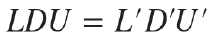 LDU = L′D′U′